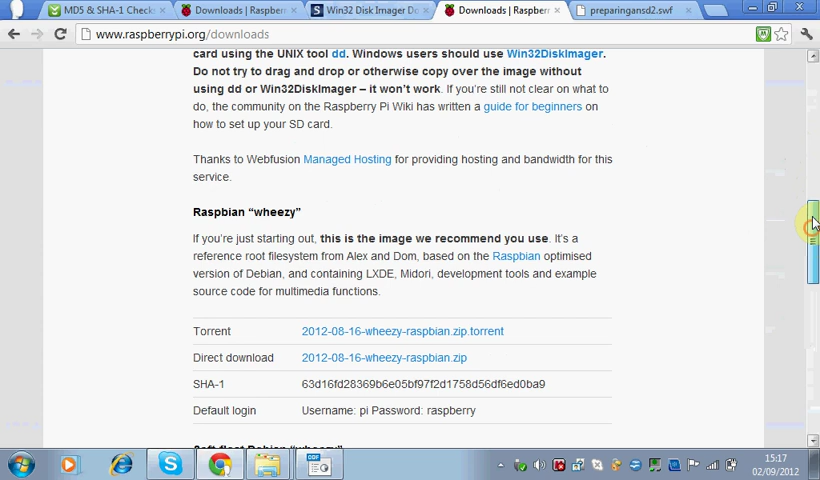 MD5 & SHA-1 Check
Downloads | Raspber
Win32 Disk Imager Do
Downloads | Raspber
preparingansd2.swf
www.raspberrypi.org/downloads
card using the UNIX tool dd. Windows users should use Win32DiskImager.
Do not try to drag and drop or otherwise copy over the image without
using dd or Win32DiskImager – it won't work. If you're still not clear on what to
do, the community on the Raspberry Pi Wiki has written a guide for beginners on
how to set up your SD card.
Thanks to Webfusion Managed Hosting for providing hosting and bandwidth for this
service.
Raspbian “wheezy”
If you're just starting out, this is the image we recommend you use. It's a
reference root filesystem from Alex and Dom, based on the Raspbian optimised
version of Debian, and containing LXDE, Midori, development tools and example
source code for multimedia functions.
Torrent 2012-08-16-wheezy-raspbian.zip.torrent
Direct download 2012-08-16-wheezy-raspbian.zip
SHA-1 63d16fd28369b6e05bf97f2d1758d56df6ed0ba9
Default login Username: pi Password: raspberry
Soft-float Debian “wheezy”
ODF
15:17
02/09/2012